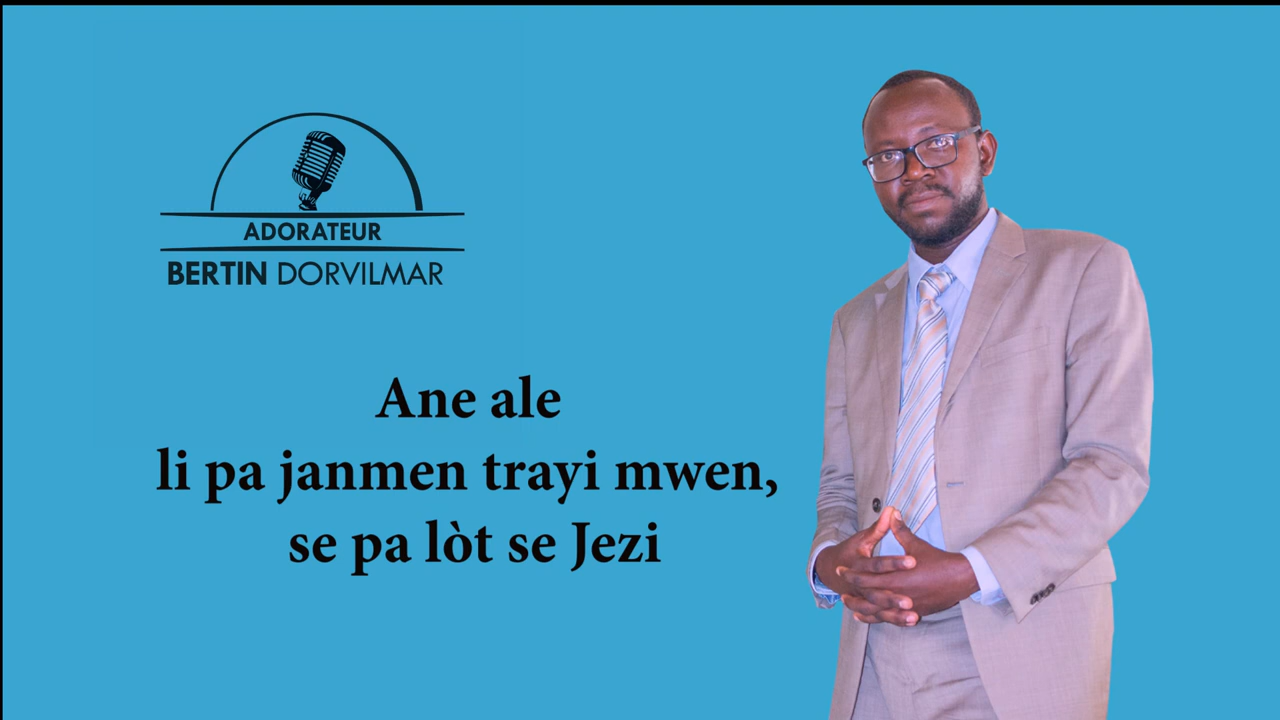 ADORATEUR
BERTIN DORVILMAR
Ane ale
li pa janmen trayi mwen,
se pa lòt se Jezi